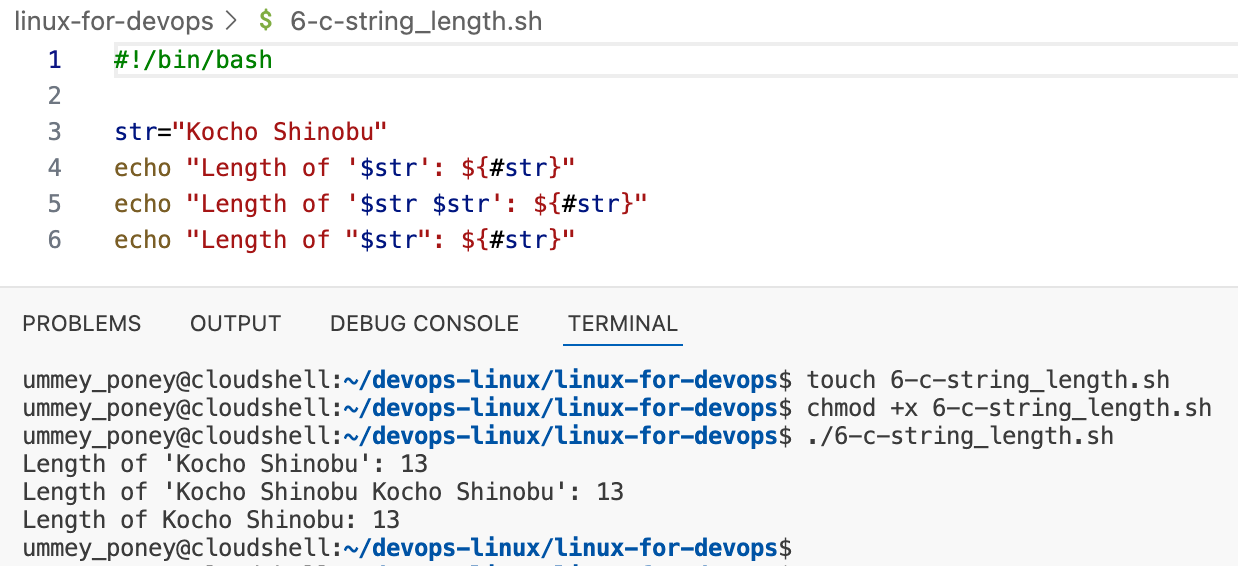 linux-for-devops > $ 6-c-string_length.sh
1 #!/bin/bash
2
3 str="Kocho Shinobu"
4 echo "Length of '$str': ${#str}"
5 echo "Length of '$str $str': ${#str}"
6 echo "Length of "$str": ${#str}"
PROBLEMS OUTPUT DEBUG CONSOLE TERMINAL
ummey_poney@cloudshell:~/devops-linux/linux-for-devops$ touch 6-c-string_length.sh
ummey_poney@cloudshell:~/devops-linux/linux-for-devops$ chmod +x 6-c-string_length.sh
ummey_poney@cloudshell:~/devops-linux/linux-for-devops$ ./6-c-string_length.sh
Length of 'Kocho Shinobu': 13
Length of 'Kocho Shinobu Kocho Shinobu': 13
Length of Kocho Shinobu: 13
ummey_poney@cloudshell:~/devops-linux/linux-for-devops$